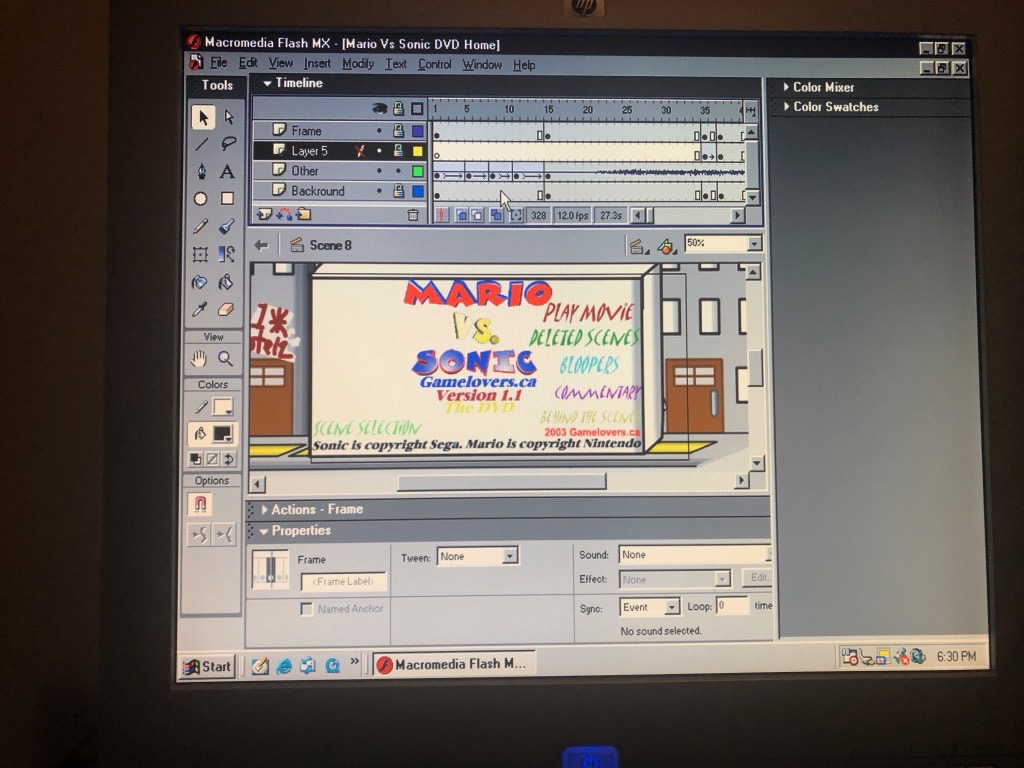 hp
Macromedia Flash MX - [Mario Vs Sonic DVD Home]
File Edit View Insert Modify Text Control Window Help
Tools
Timeline
Color Mixer
Color Swatches
1 5 10 15 20 25 30 35
Frame
Layer 5
Other
Backround
328 12.0 fps 27.3s
Scene 8
50%
MARIO
VS.
SONIC
Gamelovers.ca
Version 1.1
The DVD
PLAY MOVIE
DELETED SCENES
BLOOPERS
COMMENTARY
BEHIND THE SCENE
2003 Gamelovers.ca
SCENE SELECTION
Sonic is copyright Sega. Mario is copyright Nintendo
View
Colors
Options
Actions - Frame
Properties
Frame
<Frame Label>
Named Anchor
Tween: None
Sound: None
Effect: None
Edit
Sync: Event Loop: 0 time
No sound selected.
Start
Macromedia Flash M...
6:30 PM